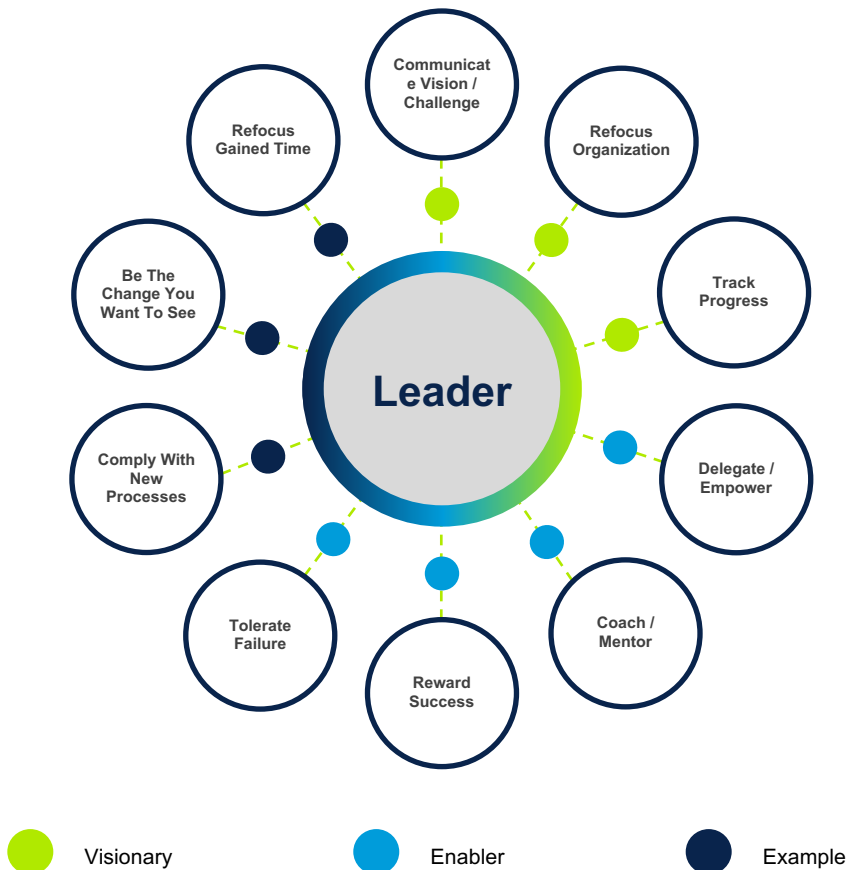 Communicat
e Vision /
Challenge
Refocus
Organization
Track
Progress
Delegate /
Empower
Coach /
Mentor
Reward
Success
Tolerate
Failure
Comply With
New
Processes
Be The
Change You
Want To See
Refocus
Gained Time
Leader
Visionary
Enabler
Example